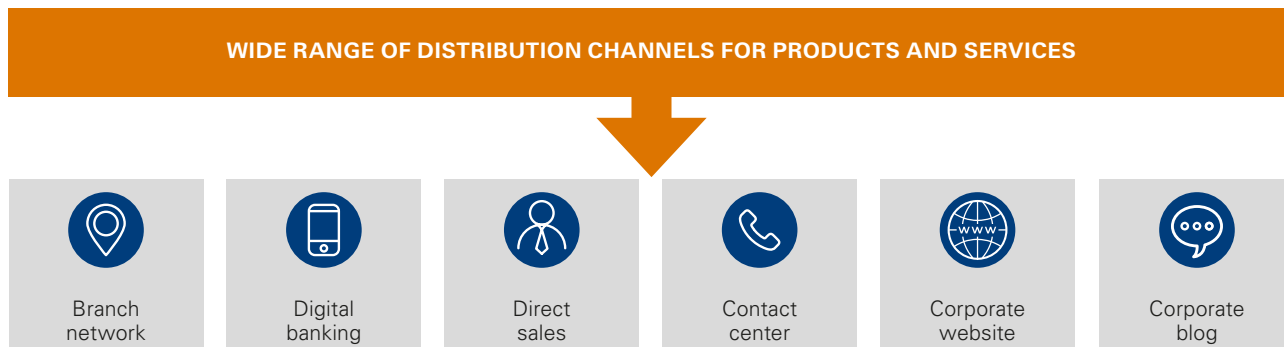 WIDE RANGE OF DISTRIBUTION CHANNELS FOR PRODUCTS AND SERVICES
Branch
network
Digital
banking
Direct
sales
Contact
center
WWW
Corporate
website
Corporate
blog